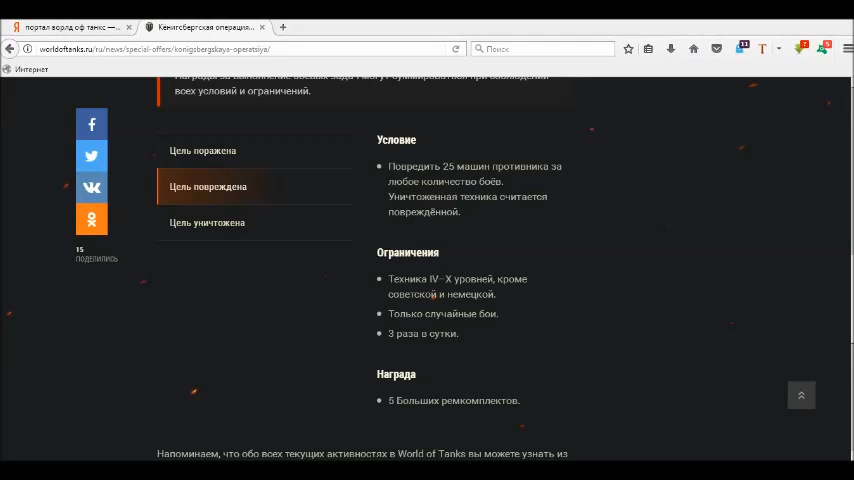 портал ворлд оф танкс —...
Кенигсбергская операция...
worldoftanks.ru/ru/news/special-offers/konigsbergskaya-operatsiya/
Поиск
11
7
5
Интернет
всех условий и ограничений.
Цель поражена
Цель повреждена
Цель уничтожена
15
ПОДЕЛИЛИСЬ
Условие
Повредить 25 машин противника за
любое количество боёв.
Уничтоженная техника считается
повреждённой.
Ограничения
Техника IV–X уровней, кроме
советской и немецкой.
Только случайные бои.
3 раза в сутки.
Награда
5 Больших ремкомплектов.
Напоминаем, что обо всех текущих активностях в World of Tanks вы можете узнать из